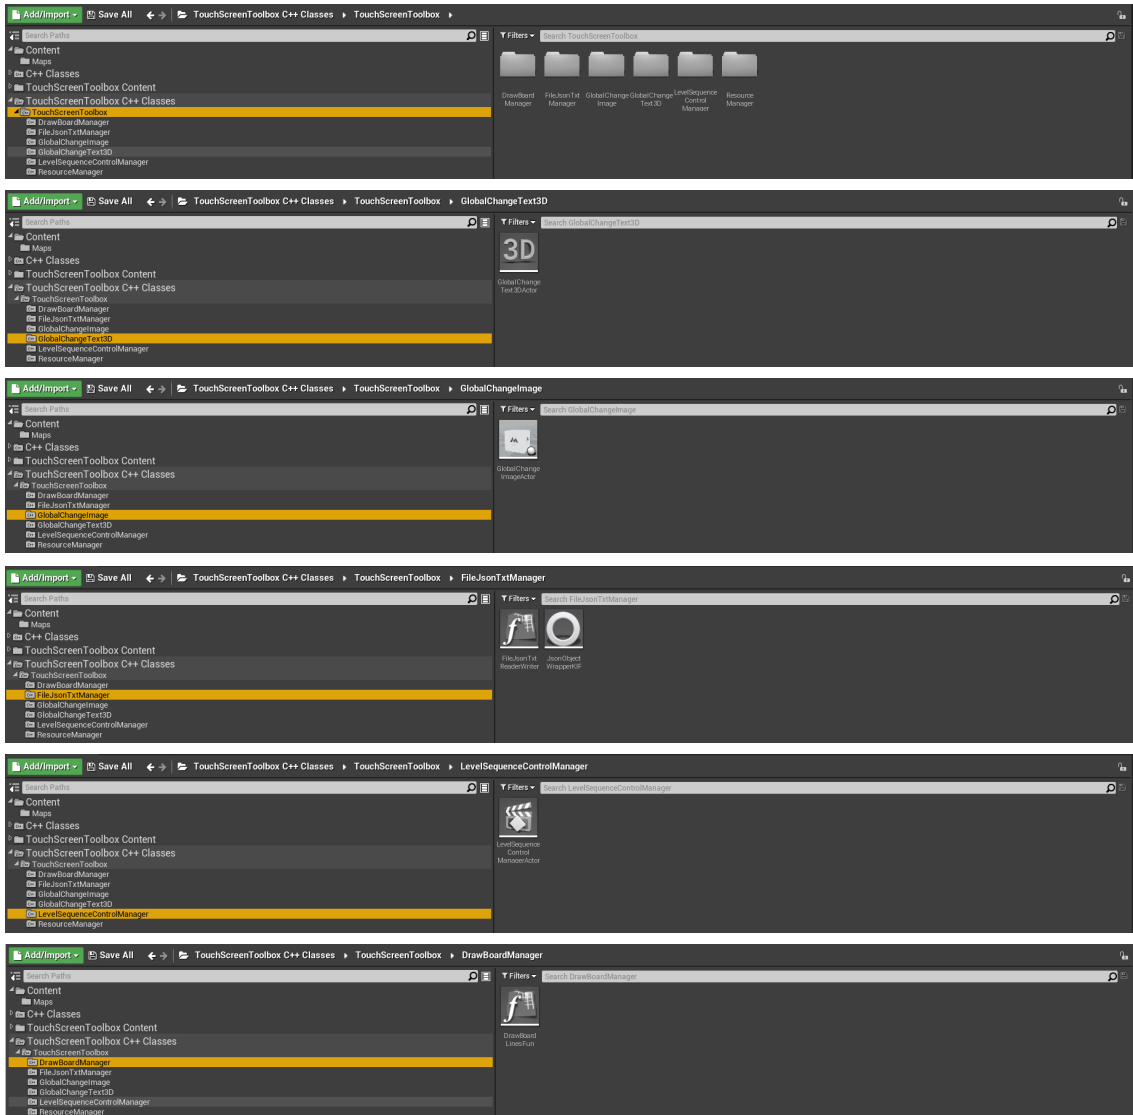 Add/Import Save All TouchScreenToolbox C++ Classes TouchScreenToolbox
Search Paths
Content
Maps
C++ Classes
TouchScreenToolbox Content
TouchScreenToolbox C++ Classes
TouchScreenToolbox
DrawBoardManager
FileJsonTxtManager
GlobalChangeImage
GlobalChangeText3D
LevelSequenceControlManager
ResourceManager
Filters Search TouchScreenToolbox
DrawBoard
Manager
FileJsonTxt
Manager
GlobalChange
Image
GlobalChange
Text3D
LevelSequence
Control
Manager
Resource
Manager
Add/Import Save All TouchScreenToolbox C++ Classes TouchScreenToolbox GlobalChangeText3D
Search Paths
Content
Maps
C++ Classes
TouchScreenToolbox Content
TouchScreenToolbox C++ Classes
TouchScreenToolbox
DrawBoardManager
FileJsonTxtManager
GlobalChangeImage
GlobalChangeText3D
LevelSequenceControlManager
ResourceManager
Filters Search GlobalChangeText3D
3D
GlobalChange
Text3DActor
Add/Import Save All TouchScreenToolbox C++ Classes TouchScreenToolbox GlobalChangeImage
Search Paths
Content
Maps
C++ Classes
TouchScreenToolbox Content
TouchScreenToolbox C++ Classes
TouchScreenToolbox
DrawBoardManager
FileJsonTxtManager
GlobalChangeImage
GlobalChangeText3D
LevelSequenceControlManager
ResourceManager
Filters Search GlobalChangeImage
GlobalChange
ImageActor
Add/Import Save All TouchScreenToolbox C++ Classes TouchScreenToolbox FileJsonTxtManager
Search Paths
Content
Maps
C++ Classes
TouchScreenToolbox Content
TouchScreenToolbox C++ Classes
TouchScreenToolbox
DrawBoardManager
FileJsonTxtManager
GlobalChangeImage
GlobalChangeText3D
LevelSequenceControlManager
ResourceManager
Filters Search FileJsonTxtManager
f
FileJsonTxt
ReaderWriter
JsonObject
WrapperKIF
Add/Import Save All TouchScreenToolbox C++ Classes TouchScreenToolbox LevelSequenceControlManager
Search Paths
Content
Maps
C++ Classes
TouchScreenToolbox Content
TouchScreenToolbox C++ Classes
TouchScreenToolbox
DrawBoardManager
FileJsonTxtManager
GlobalChangeImage
GlobalChangeText3D
LevelSequenceControlManager
ResourceManager
Filters Search LevelSequenceControlManager
LevelSequence
Control
ManagerActor
Add/Import Save All TouchScreenToolbox C++ Classes TouchScreenToolbox DrawBoardManager
Search Paths
Content
Maps
C++ Classes
TouchScreenToolbox Content
TouchScreenToolbox C++ Classes
TouchScreenToolbox
DrawBoardManager
FileJsonTxtManager
GlobalChangeImage
GlobalChangeText3D
LevelSequenceControlManager
ResourceManager
Filters Search DrawBoardManager
f
DrawBoard
LinesFun